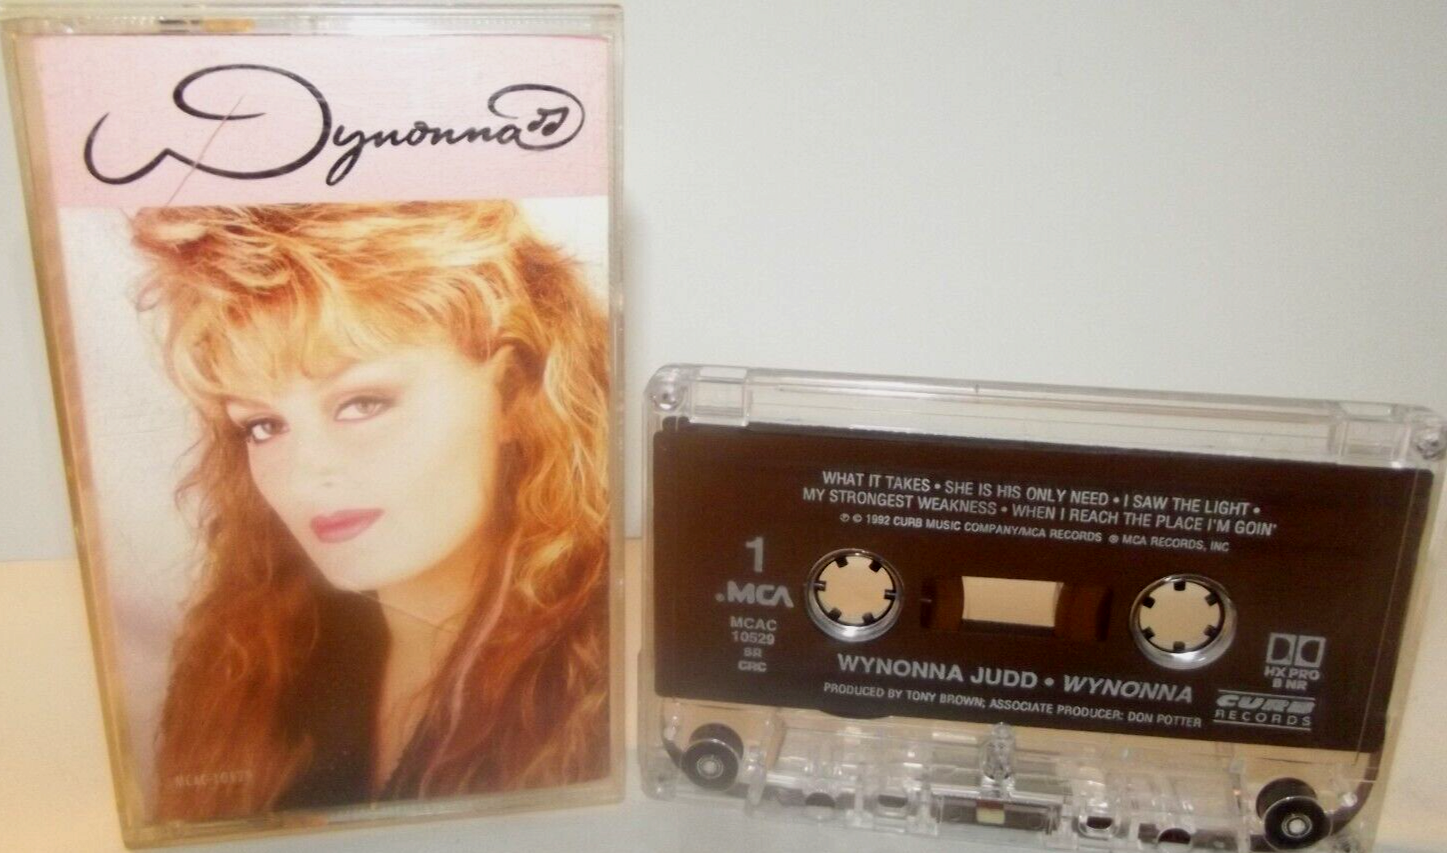 Wynonna
MCAC-10529
WHAT IT TAKES • SHE IS HIS ONLY NEED • I SAW THE LIGHT •
MY STRONGEST WEAKNESS • WHEN I REACH THE PLACE I'M GOIN'
℗ © 1992 CURB MUSIC COMPANY/MCA RECORDS ® MCA RECORDS, INC
1
MCA
MCAC
10529
SR
CRC
WYNONNA JUDD • WYNONNA
PRODUCED BY TONY BROWN; ASSOCIATE PRODUCER: DON POTTER
HX PRO
B NR
CURB
RECORDS